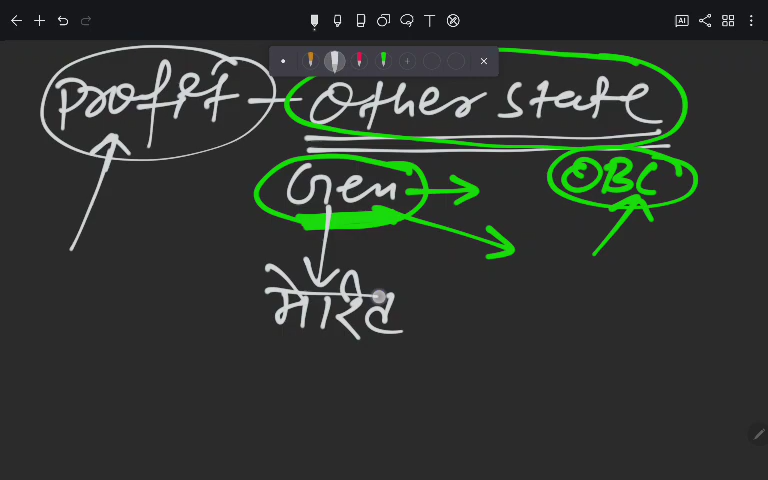 Profit - Other state
Gen OBC
मेरिट